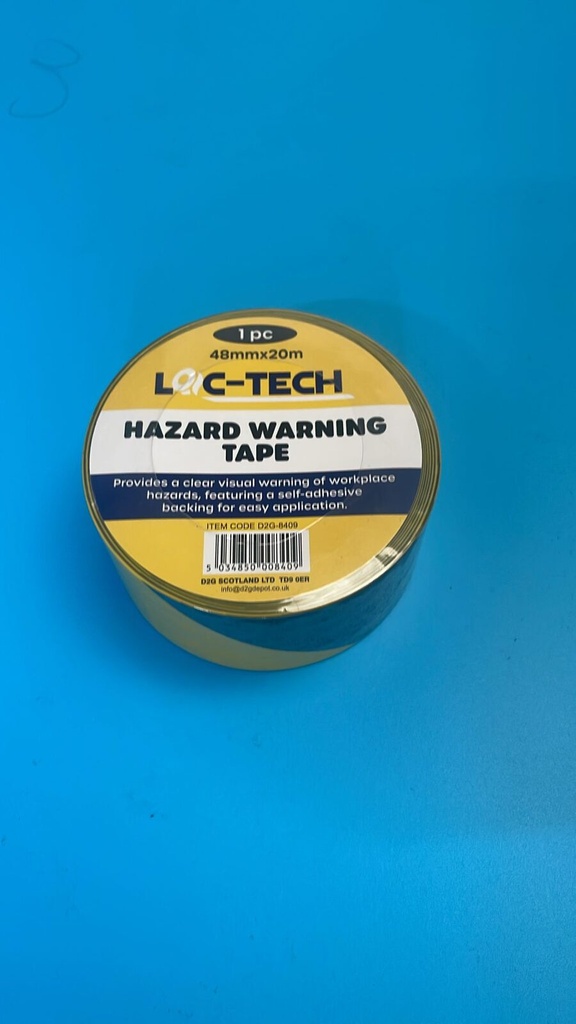 1 pc
48mmx20m
LOC-TECH
HAZARD WARNING
TAPE
Provides a clear visual warning of workplace
hazards, featuring a self-adhesive
backing for easy application.
ITEM CODE D2G-8409
5 034850 008409
D2G SCOTLAND LTD TD9 0ER
info@d2gdepot.co.uk